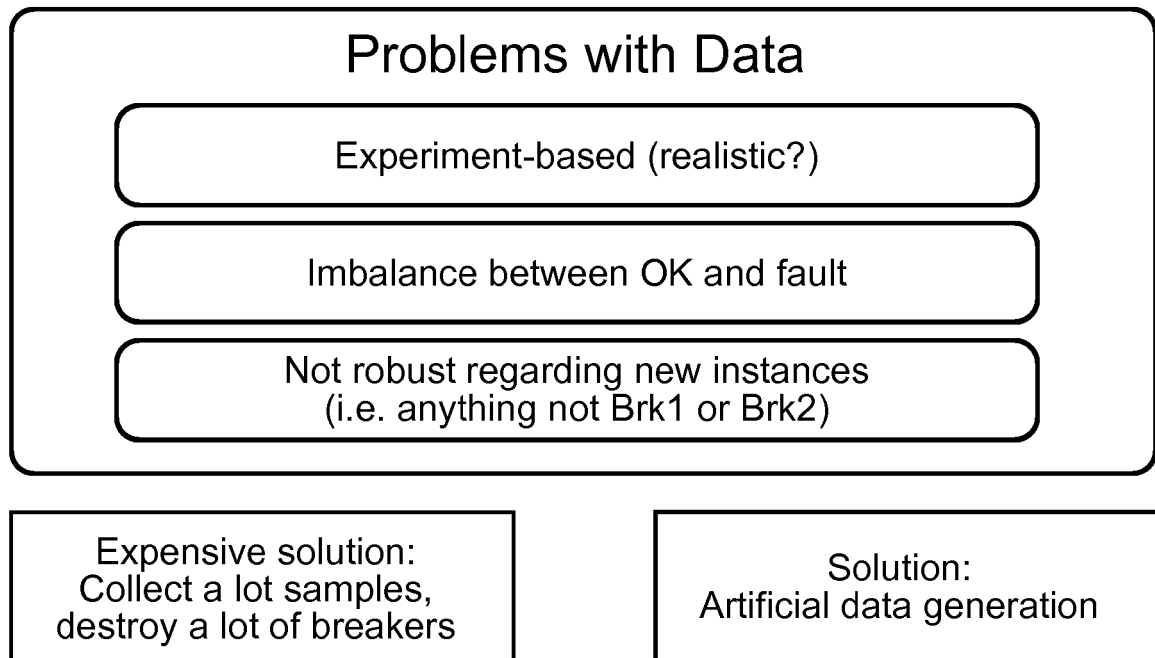 Problems with Data
Experiment-based (realistic?)
Imbalance between OK and fault
Not robust regarding new instances
(i.e. anything not Brk1 or Brk2)
Expensive solution:
Collect a lot samples,
destroy a lot of breakers
Solution:
Artificial data generation